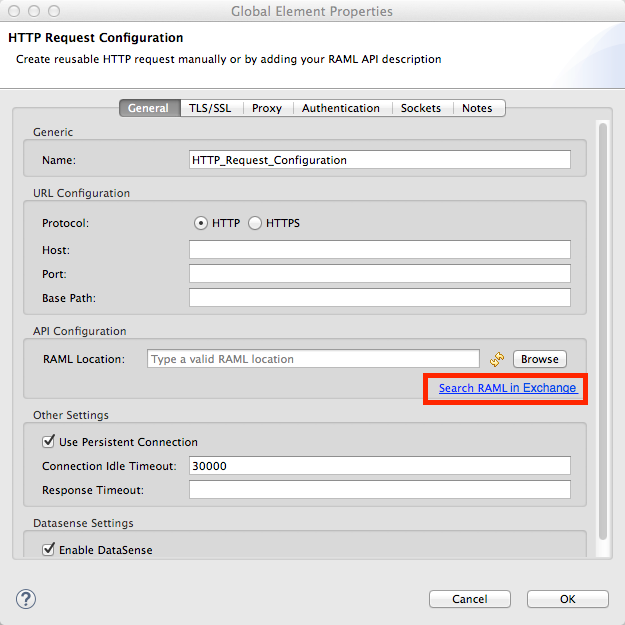 Global Element Properties
HTTP Request Configuration
Create reusable HTTP request manually or by adding your RAML API description
General TLS/SSL Proxy Authentication Sockets Notes
Generic
Name: HTTP_Request_Configuration
URL Configuration
Protocol: HTTP HTTPS
Host:
Port:
Base Path:
API Configuration
RAML Location: Type a valid RAML location Browse
Search RAML in Exchange
Other Settings
Use Persistent Connection
Connection Idle Timeout: 30000
Response Timeout:
Datasense Settings
Enable DataSense
? Cancel OK